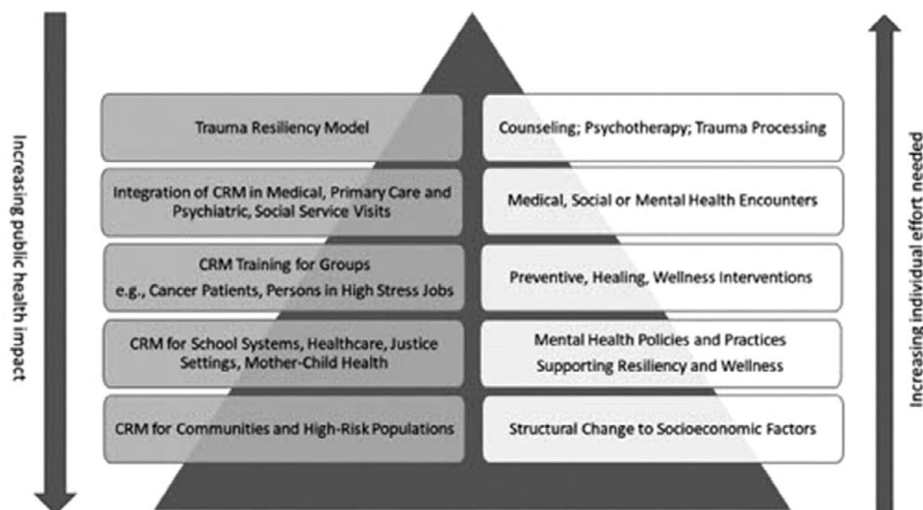 Increasing public health impact
Trauma Resiliency Model
Counseling; Psychotherapy; Trauma Processing
Integration of CRM in Medical, Primary Care and
Psychiatric, Social Service Visits
Medical, Social or Mental Health Encounters
CRM Training for Groups
e.g., Cancer Patients, Persons in High Stress Jobs
Preventive, Healing, Wellness Interventions
CRM for School Systems, Healthcare, Justice
Settings, Mother-Child Health
Mental Health Policies and Practices
Supporting Resiliency and Wellness
CRM for Communities and High-Risk Populations
Structural Change to Socioeconomic Factors
Increasing individual effort needed